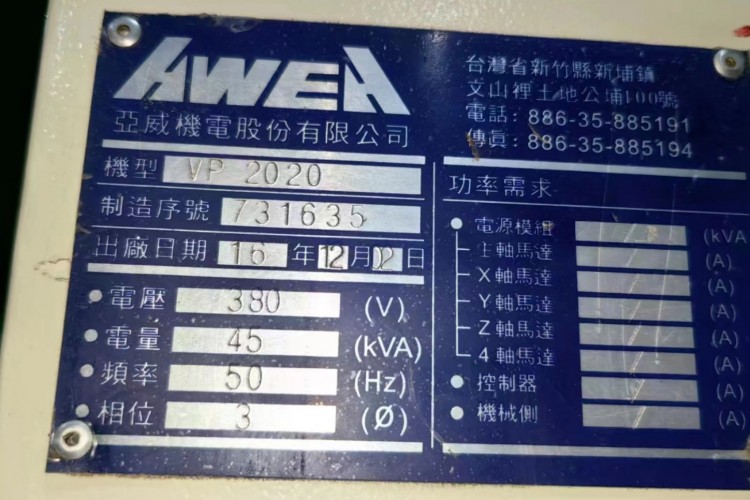 AWEA
亞威機電股份有限公司
台灣省新竹縣新埔鎮
文山裡土地公埔100號
電話：886-35-885191
傳真：886-35-885194
機型 VP 2020
制造序號 731635
出廠日期 16 年 12 月 02 日
電壓 380 (V)
電量 45 (kVA)
頻率 50 (Hz)
相位 3 (Ø)
功率需求
電源模組 / (kVA
主軸馬達 / (A)
X軸馬達 / (A)
Y軸馬達 / (A)
Z軸馬達 / (A)
4軸馬達 / (A)
控制器 / (A)
機械側 / (A)